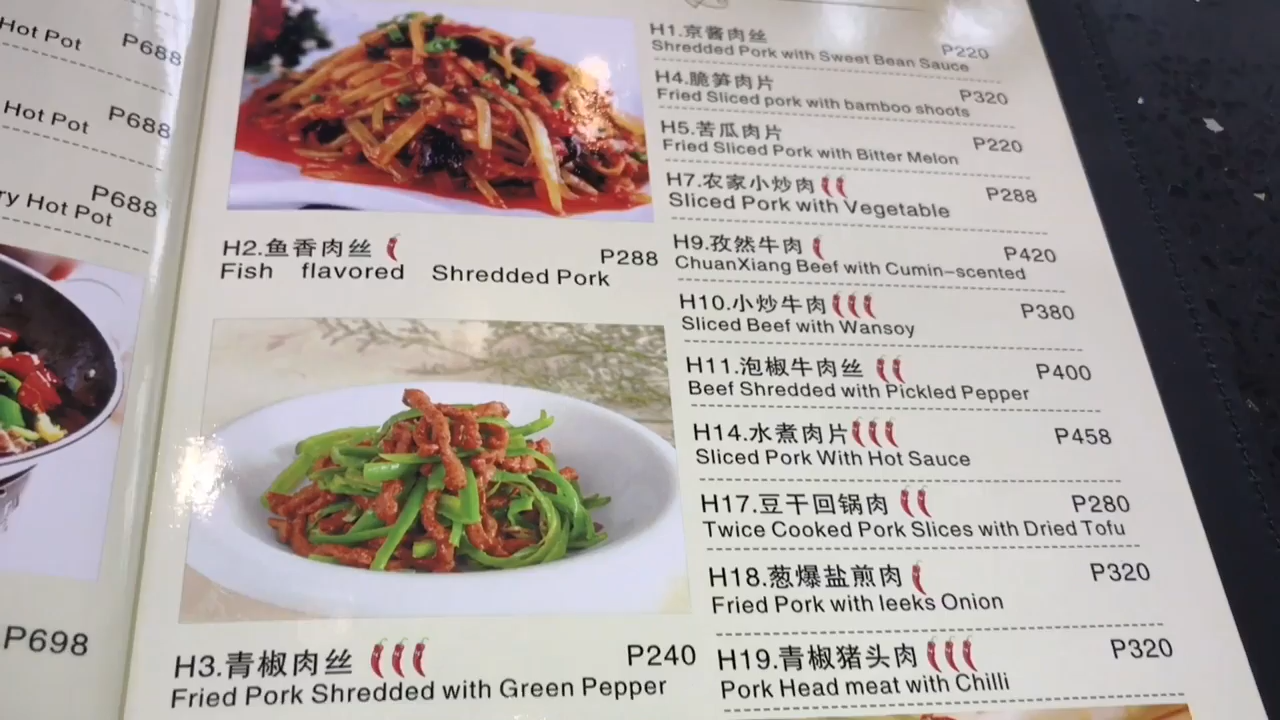 Hot Pot P688
Hot Pot P688
ry Hot Pot P688
P698
H2.鱼香肉丝 P288
Fish flavored Shredded Pork
H3.青椒肉丝 P240
Fried Pork Shredded with Green Pepper
H1.京酱肉丝 P220
Shredded Pork with Sweet Bean Sauce
H4.脆笋肉片 P320
Fried Sliced pork with bamboo shoots
H5.苦瓜肉片 P220
Fried Sliced Pork with Bitter Melon
H7.农家小炒肉 P288
Sliced Pork with Vegetable
H9.孜然牛肉 P420
ChuanXiang Beef with Cumin-scented
H10.小炒牛肉 P380
Sliced Beef with Wansoy
H11.泡椒牛肉丝 P400
Beef Shredded with Pickled Pepper
H14.水煮肉片 P458
Sliced Pork With Hot Sauce
H17.豆干回锅肉 P280
Twice Cooked Pork Slices with Dried Tofu
H18.葱爆盐煎肉 P320
Fried Pork with leeks Onion
H19.青椒猪头肉 P320
Pork Head meat with Chilli